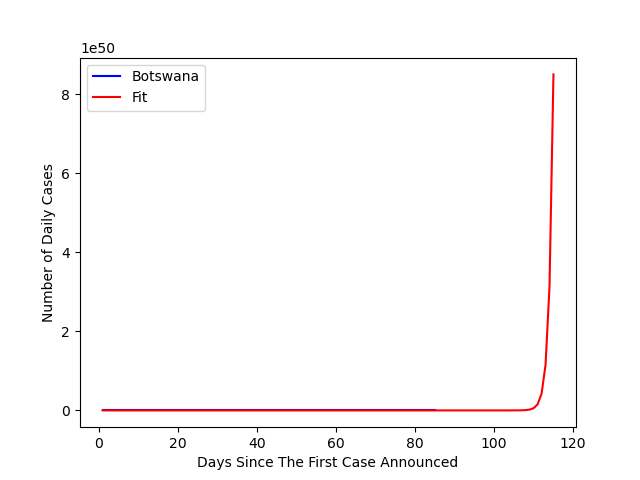 1e50
Botswana
Fit
8
6
4
2
0
Number of Daily Cases
0 20 40 60 80 100 120
Days Since The First Case Announced